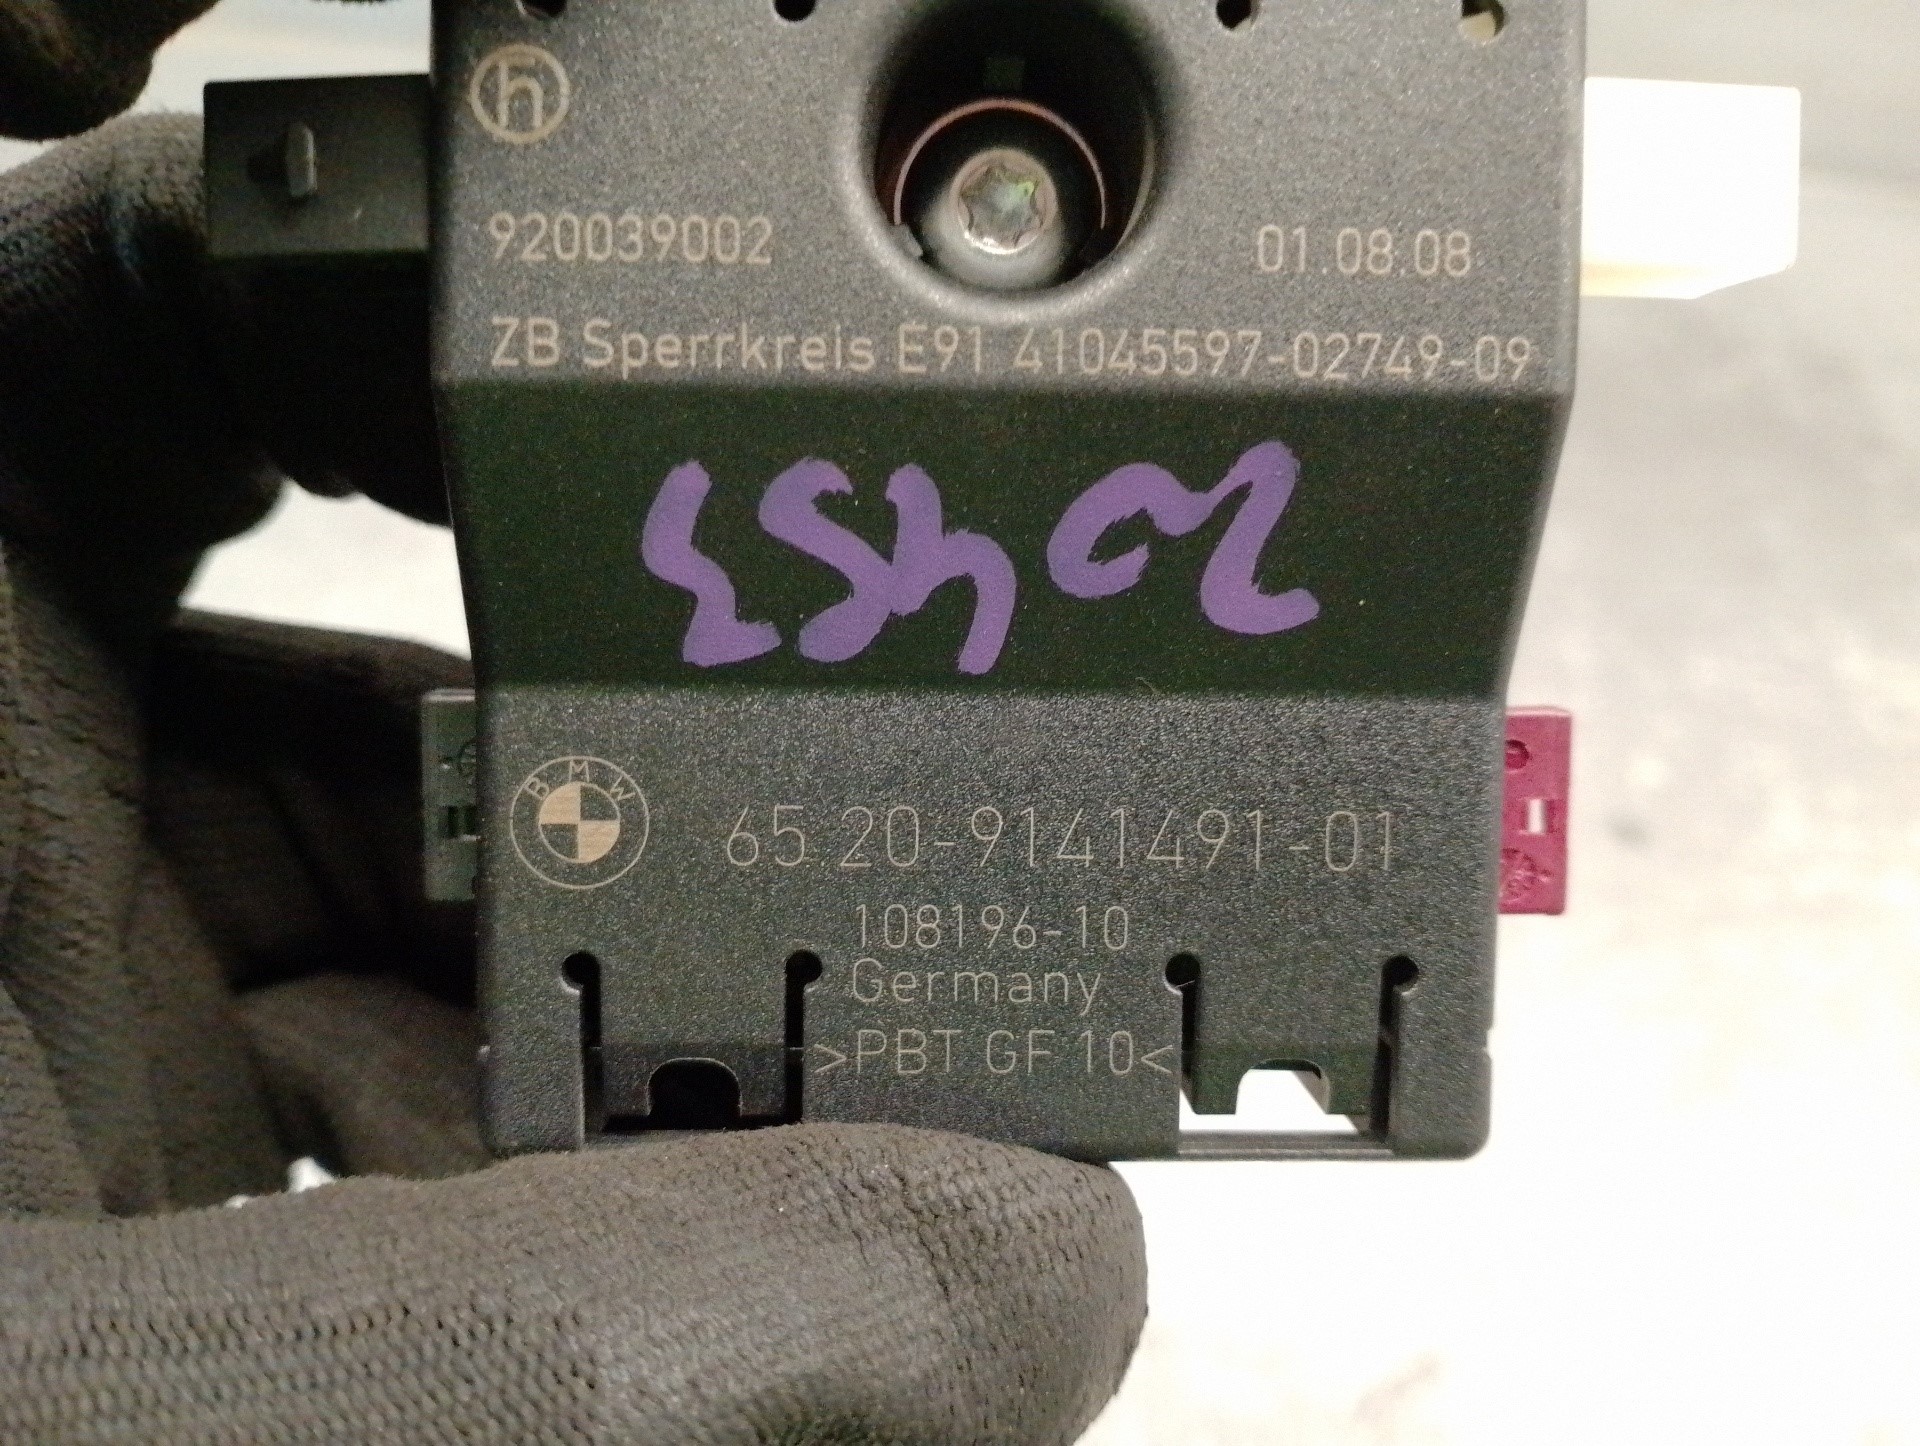 h
920039002 01.08.08
ZB Sperrkreis E91 41045597-02749-09
20453
BMW
65.20-9141491-01
108196-10
Germany
>PBT GF 10<